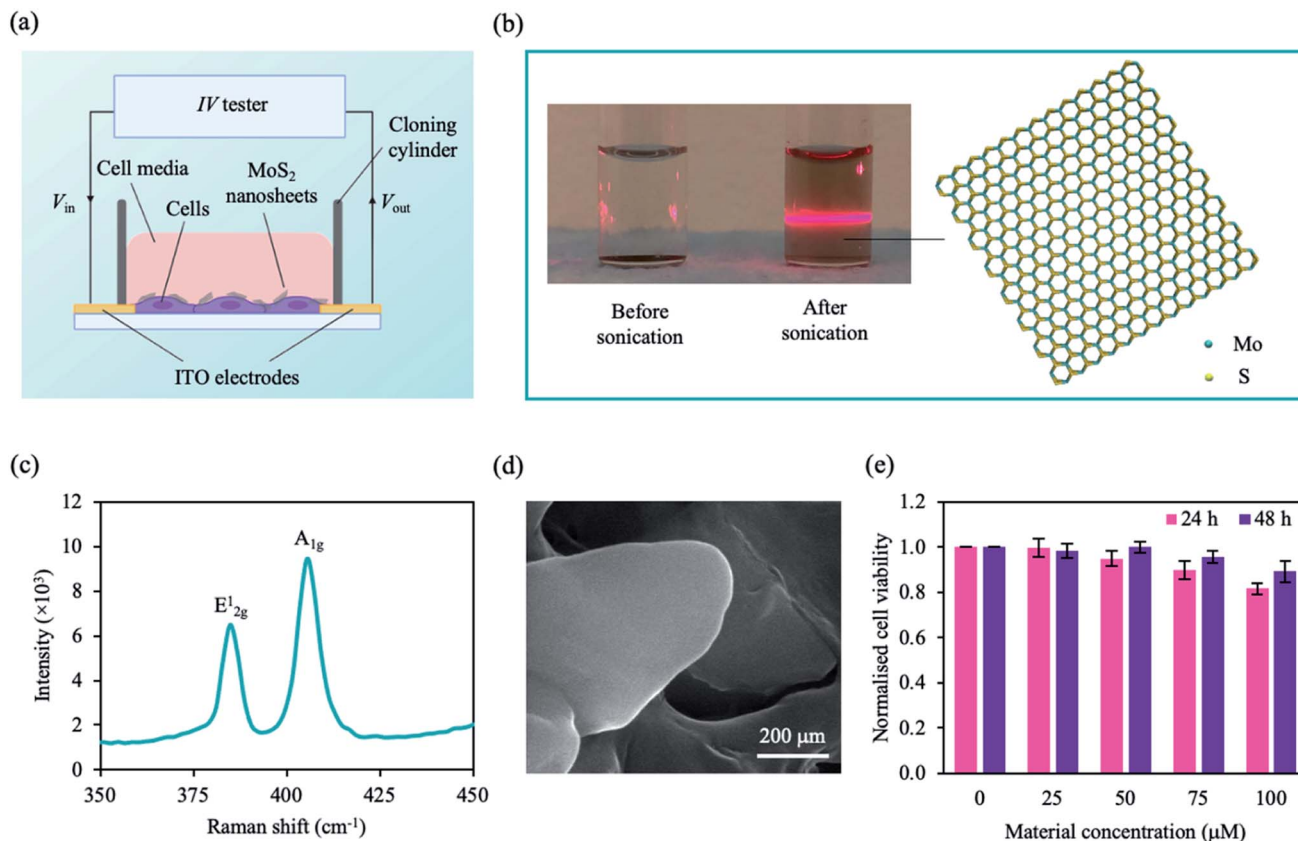 (a)
IV tester
Cell media
Cells
MoS₂
nanosheets
Cloning
cylinder
Vin
Vout
ITO electrodes
(b)
Before
sonication
After
sonication
Mo
S
(c)
12
10
8
6
4
2
0
Intensity (×10³)
E¹2g
A1g
350
375
400
425
450
Raman shift (cm⁻¹)
(d)
200 μm
(e)
1.2
1.0
0.8
0.6
0.4
0.2
0.0
Normalised cell viability
24 h
48 h
0
25
50
75
100
Material concentration (μM)